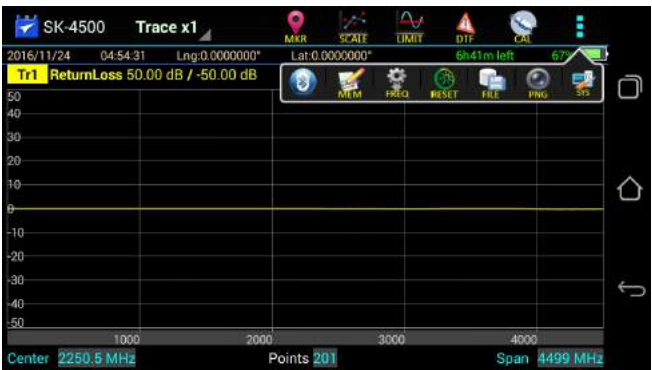 SK-4500 Trace x1 MKR SCALE LIMIT DTF CAL
2016/11/24 04:54:31 Lng:0.0000000° Lat:0.0000000° 6h41m left 67%
Tr1 ReturnLoss 50.00 dB / -50.00 dB
MEM FREQ RESET FILE PNG SYS
50
40
30
20
10
0
-10
-20
-30
-40
-50
1000 2000 3000 4000
Center 2250.5 MHz Points 201 Span 4499 MHz